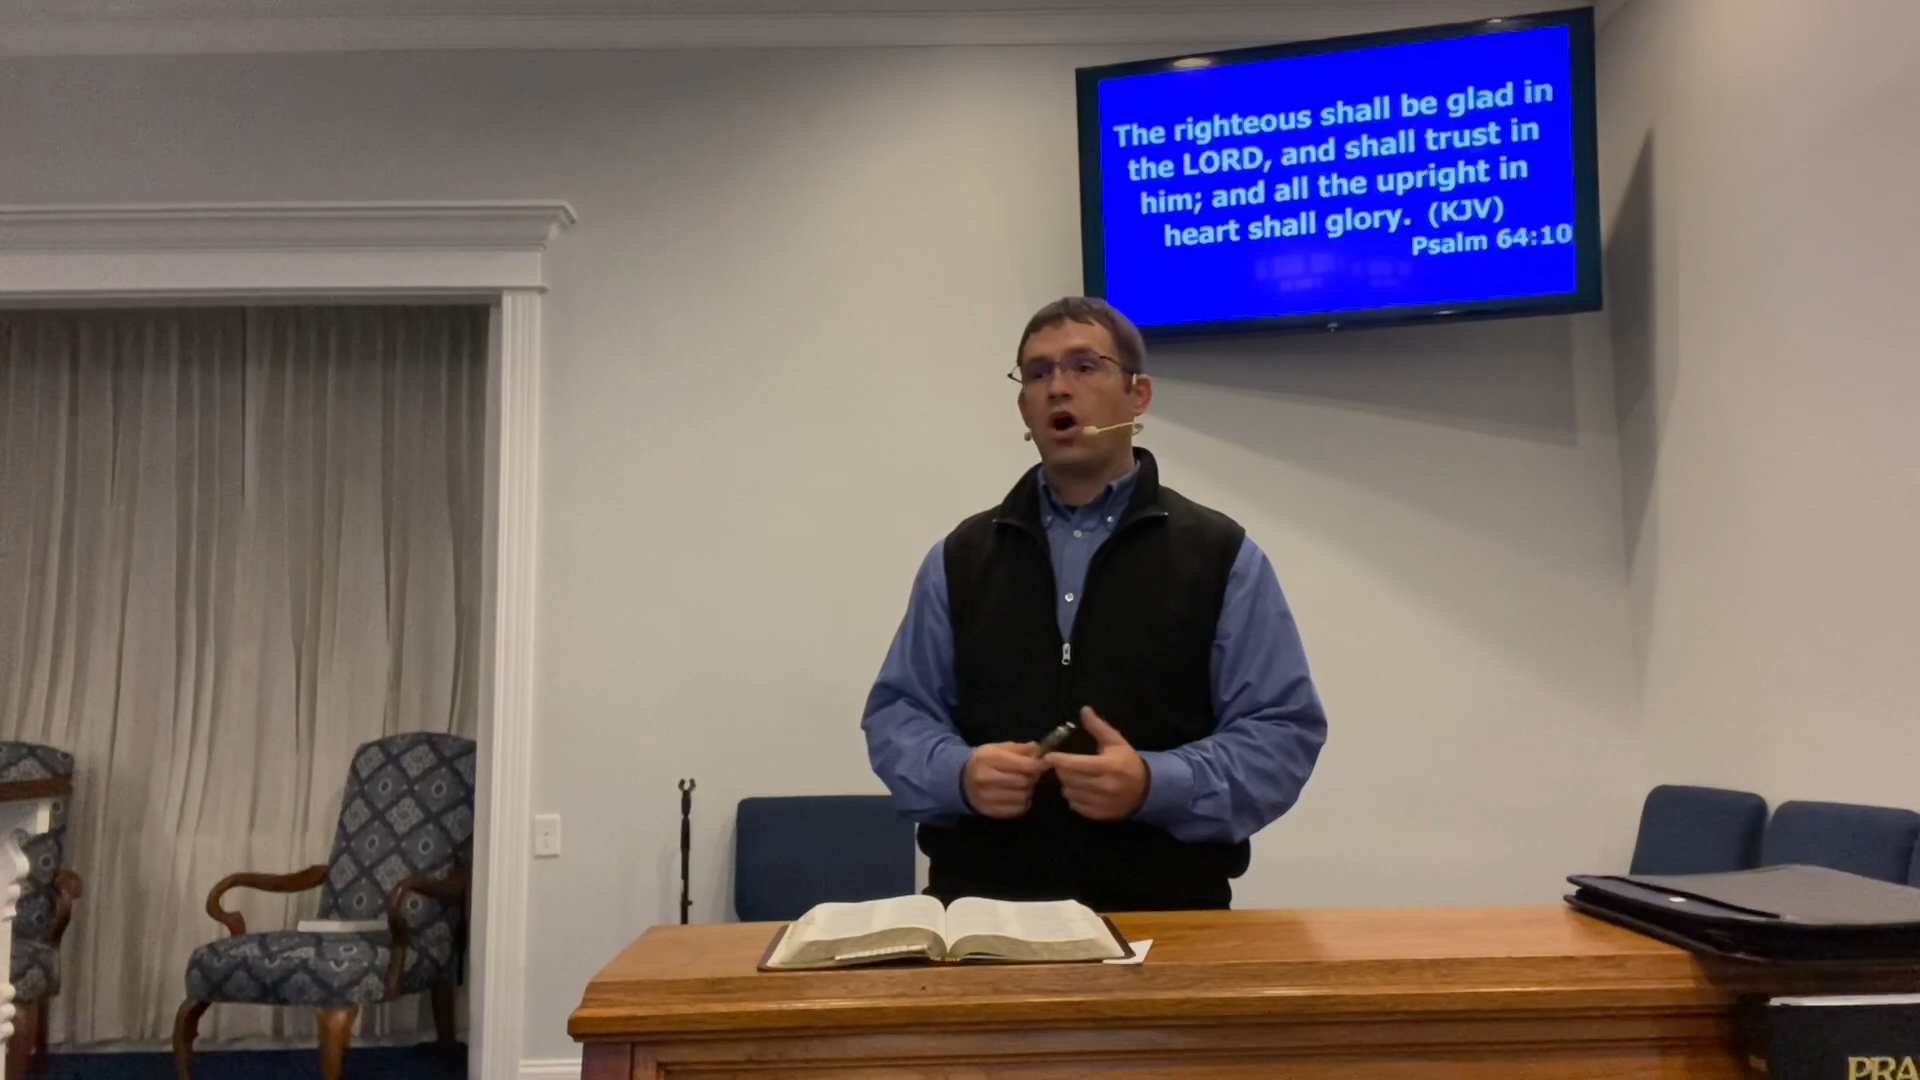 The righteous shall be glad in
the LORD, and shall trust in
him; and all the upright in
heart shall glory. (KJV)
Psalm 64:10
PRA